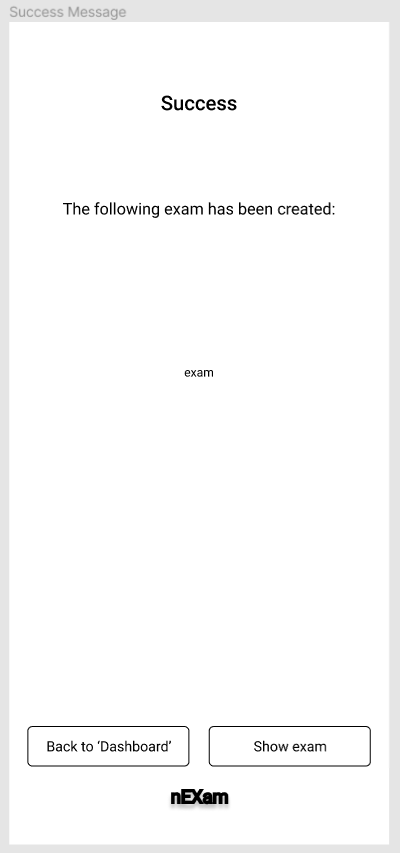 Success Message
Success
The following exam has been created:
exam
Back to ‘Dashboard’
Show exam
nEXam